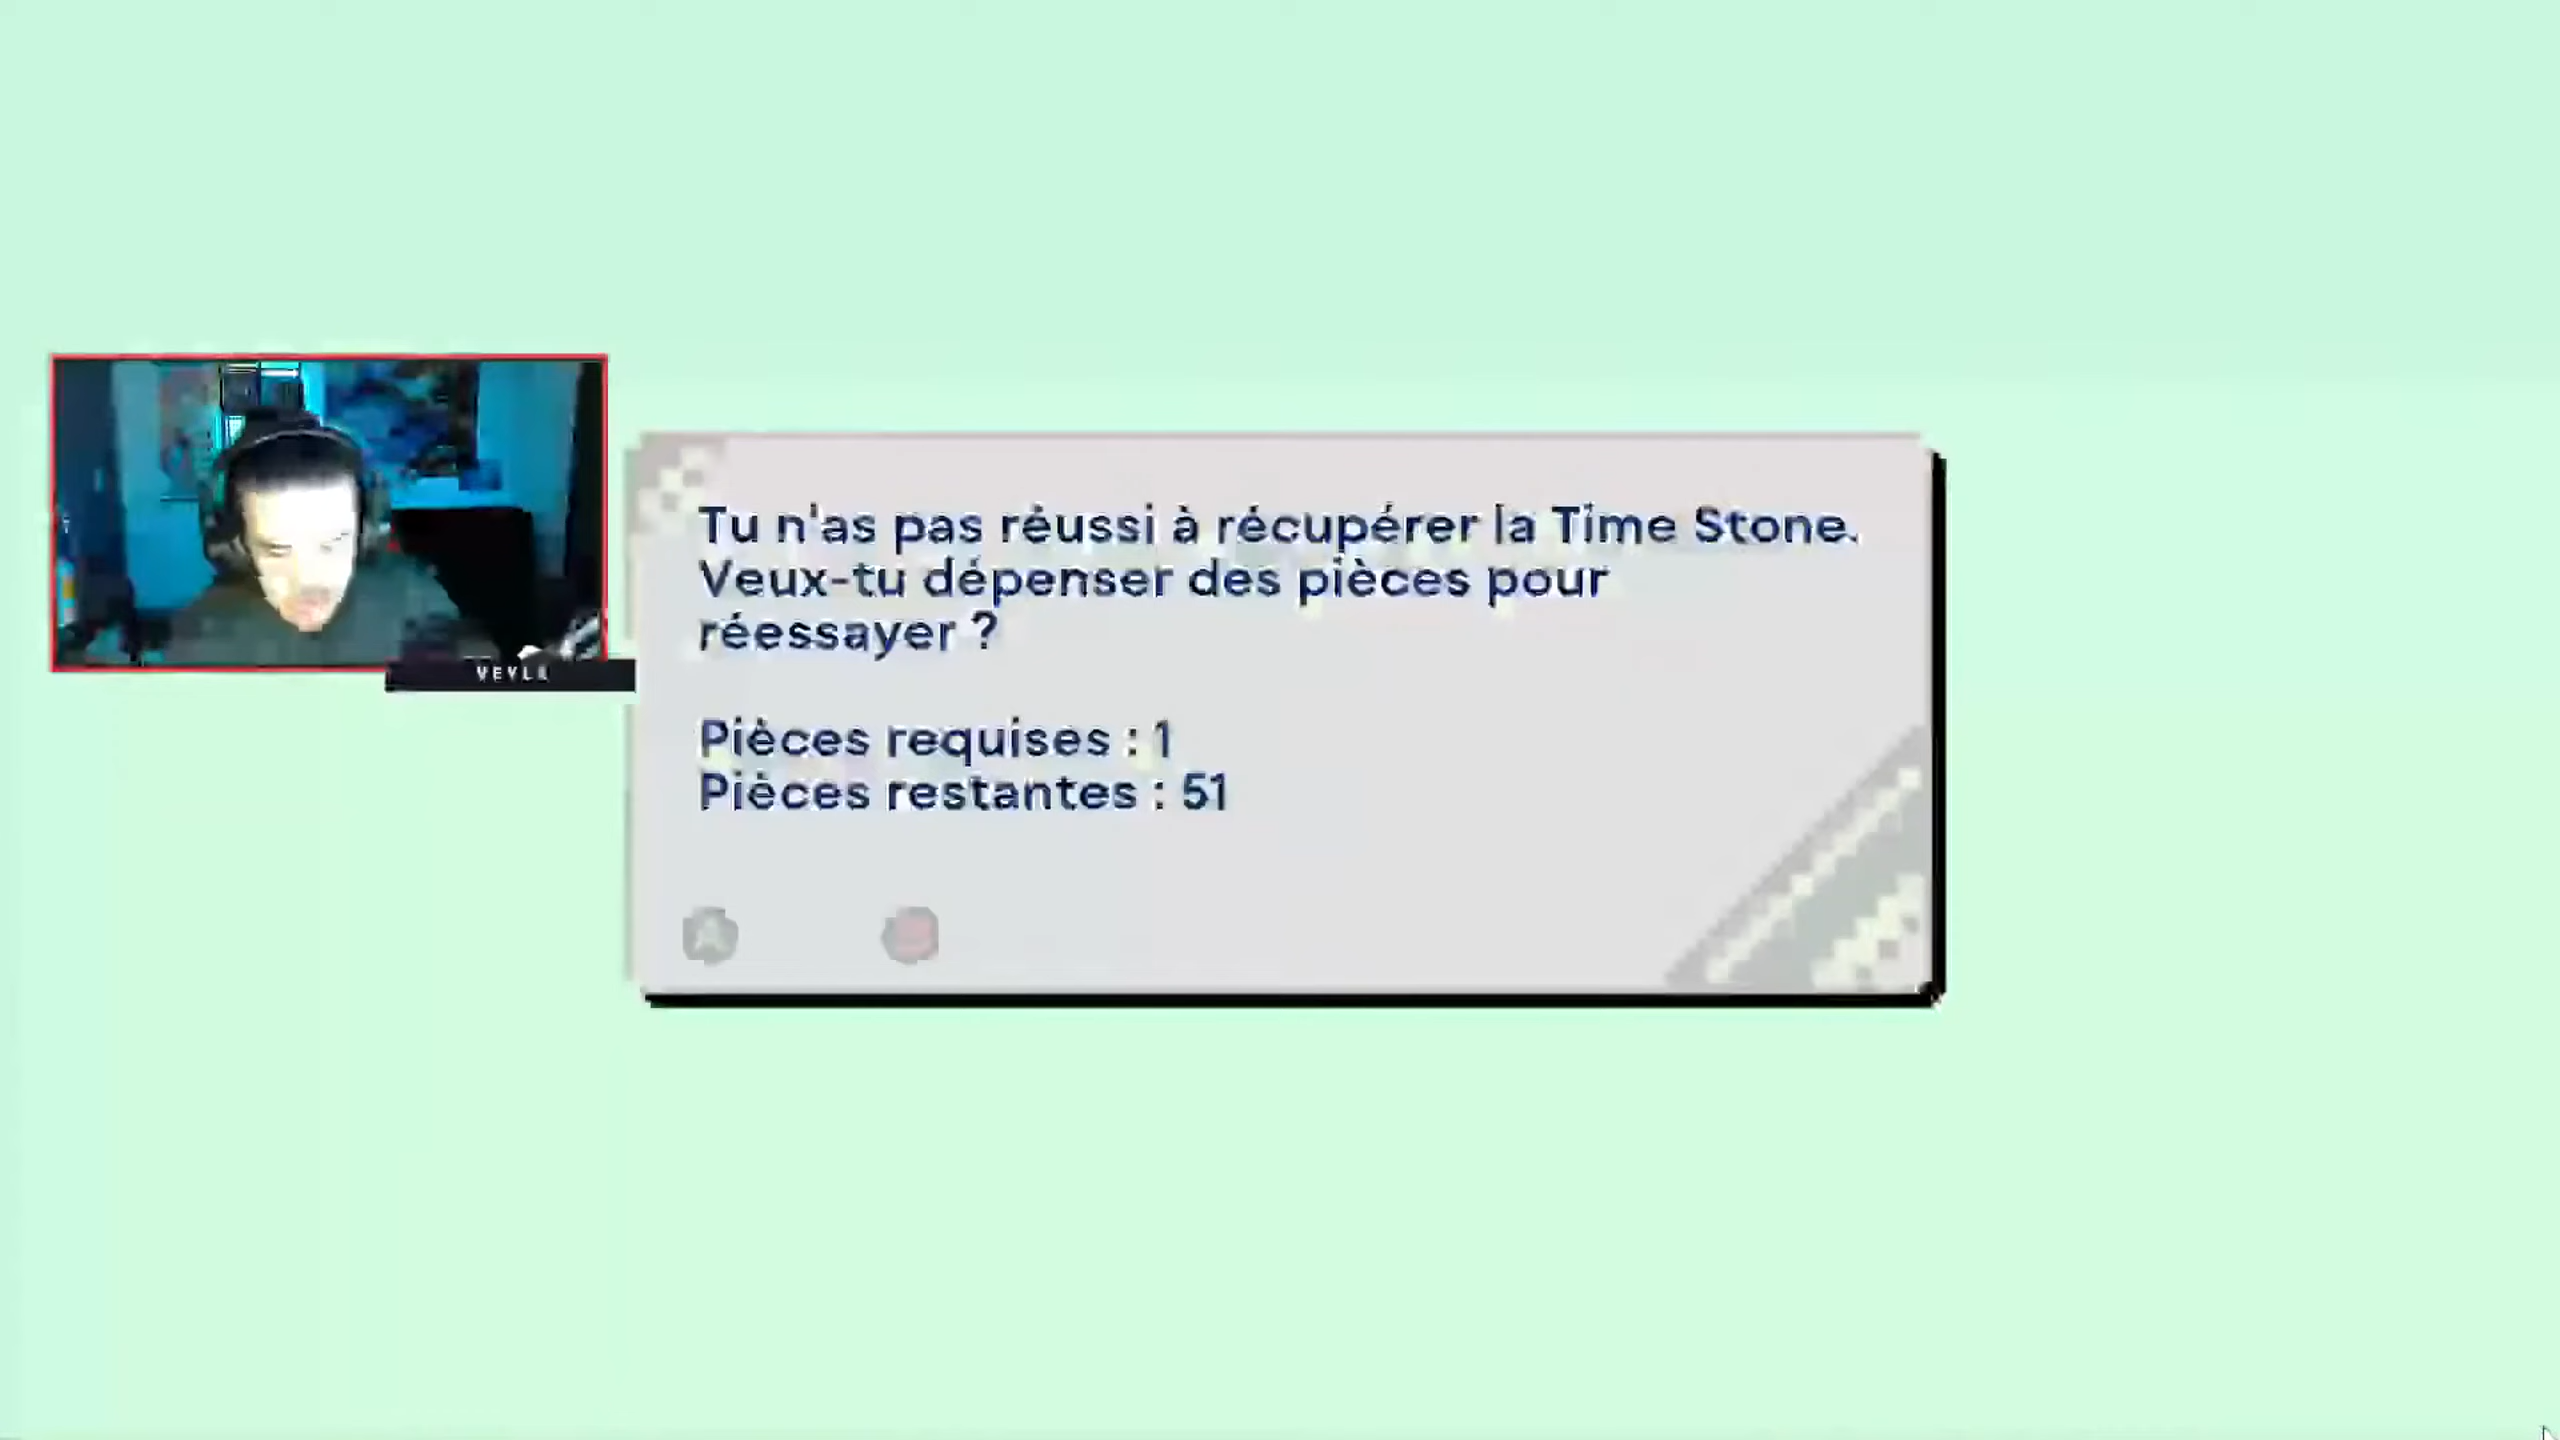 Tu n'as pas réussi à récupérer la Time Stone.
Veux-tu dépenser des pièces pour
réessayer ?
Pièces requises : 1
Pièces restantes : 51
A